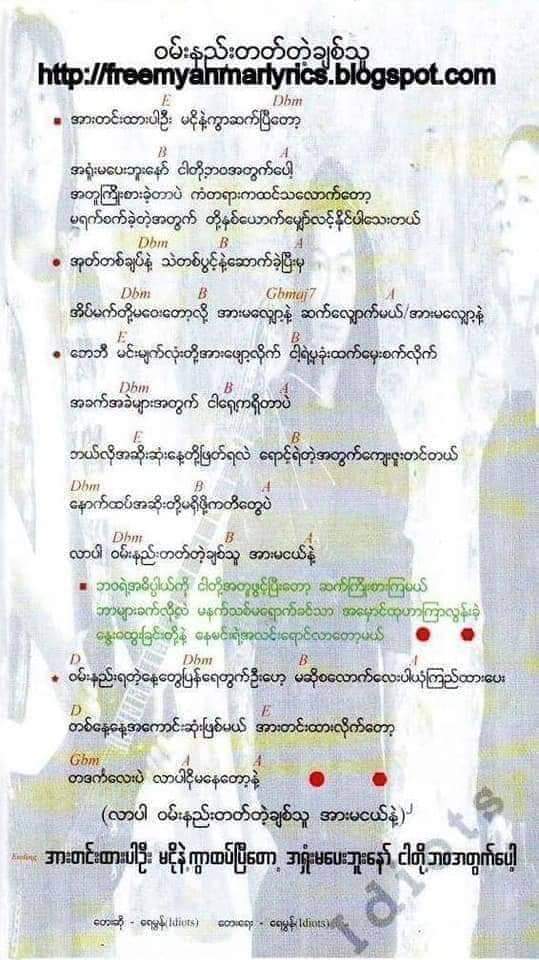 ဝမ်းနည်းတတ်တဲ့ချစ်သူ
http://freemyanmarlyrics.blogspot.com
E Dbm
အားတင်းထားပါဦး မငိုနဲ့ကွာဆက်ပြီတော့
B A
အရှုံးမပေးဘူးနော် ငါတို့ဘဝအတွက်ပေါ့
အတူကြိုးစားခဲ့တာပဲ ကံတရားကထင်သလောက်တော့
မရက်စက်ခဲ့တဲ့အတွက် တို့နှစ်ယောက်မျှော်လင့်နိုင်ပါသေးတယ်
Dbm B A
အုတ်တစ်ချပ်နဲ့ သဲတစ်ပွင့်နဲ့ဆောက်ခဲ့ပြီးမှ
Dbm B Gbmaj7 A
အိပ်မက်တို့မဝေးတော့လို့ အားမလျှော့နဲ့ ဆက်လျှောက်မယ်/အားမလျှော့နဲ့
E B
ဘေဘီ မင်းမျက်လုံးတို့အားဖျော့လိုက် ငါ့ရဲ့ပုခုံးထက်မှေးစက်လိုက်
Dbm B A
အခက်အခဲများအတွက် ငါရှေ့ကရှိတာပဲ
E B
ဘယ်လိုအဆိုးဆုံးနေ့တို့ဖြတ်ရလဲ ရောင့်ရဲတဲ့အတွက်ကျေးဇူးတင်တယ်
Dbm B A
နောက်ထပ်အဆိုးတို့မရှိဖို့ကတိတွေပဲ
Dbm B A
လာပါ ဝမ်းနည်းတတ်တဲ့ချစ်သူ အားမငယ်နဲ့
ဘဝရဲ့အဓိပ္ပါယ်ကို ငါတို့အတူဖွင့်ပြီးတော့ ဆက်ကြိုးစားကြမယ်
ဘာများခက်လို့လဲ မနက်သစ်မရောက်ခင်သာ အမှောင်ထုဟာကြာလွန်းခဲ့
နွေးထွေးခြင်းတို့နဲ့ နေမင်းရဲ့အလင်းရောင်လာတော့မယ်
D Dbm B A
ဝမ်းနည်းရတဲ့နေ့တွေပြန်ရေတွက်ဦးဟေ့ မဆိုစလောက်လေးပါယုံကြည်ထားပေး
D E
တစ်နေ့နေ့အကောင်းဆုံးဖြစ်မယ် အားတင်းထားလိုက်တော့
Gbm A A
တဒင်္ဂလေးပဲ လာပါငိုမနေတော့နဲ့
(လာပါ ဝမ်းနည်းတတ်တဲ့ချစ်သူ အားမငယ်နဲ့)
Ending အားတင်းထားပါဦး မငိုနဲ့ကွာထပ်ပြီတော့ အရှုံးမပေးဘူးနော် ငါတို့ဘဝအတွက်ပေါ့
တေးဆို - ရေမွန်(Idiots) တေးရေး - ရေမွန်(Idiots)
Idiots